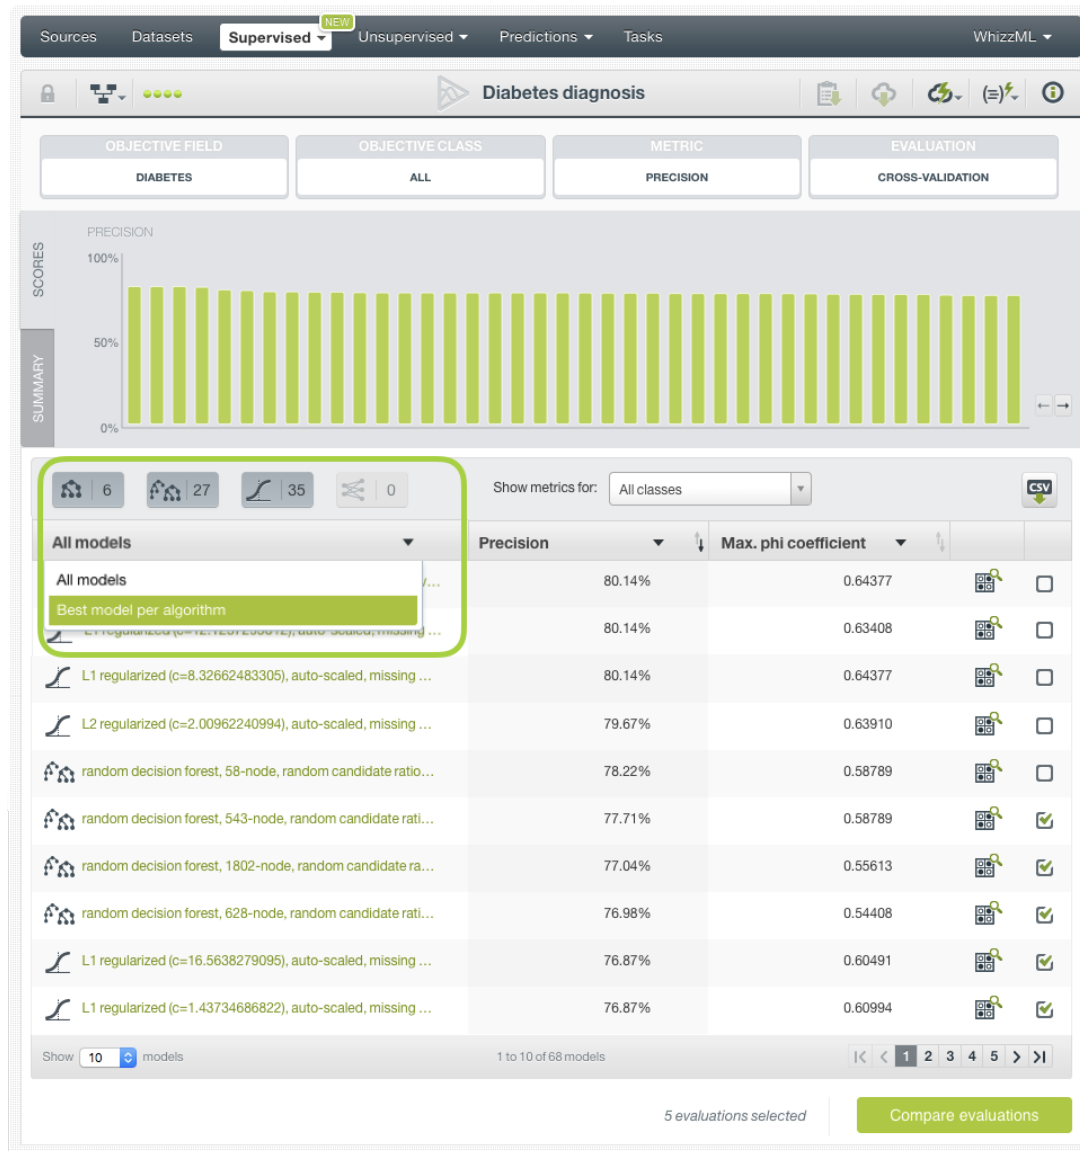 NEW
Sources Datasets Supervised Unsupervised Predictions Tasks WhizzML
Diabetes diagnosis
OBJECTIVE FIELD OBJECTIVE CLASS METRIC EVALUATION
DIABETES ALL PRECISION CROSS-VALIDATION
SCORES
SUMMARY
PRECISION
100%
50%
0%
6 27 35 0 Show metrics for: All classes CSV
All models Precision Max. phi coefficient
All models 80.14% 0.64377
Best model per algorithm
L1 regularized (c=12.1257295612), auto-scaled, missing ... 80.14% 0.63408
L1 regularized (c=8.32662483305), auto-scaled, missing ... 80.14% 0.64377
L2 regularized (c=2.00962240994), auto-scaled, missing ... 79.67% 0.63910
random decision forest, 58-node, random candidate ratio... 78.22% 0.58789
random decision forest, 543-node, random candidate rati... 77.71% 0.58789
random decision forest, 1802-node, random candidate ra... 77.04% 0.55613
random decision forest, 628-node, random candidate rati... 76.98% 0.54408
L1 regularized (c=16.5638279095), auto-scaled, missing ... 76.87% 0.60491
L1 regularized (c=1.43734686822), auto-scaled, missing ... 76.87% 0.60994
Show 10 models 1 to 10 of 68 models 1 2 3 4 5
5 evaluations selected Compare evaluations